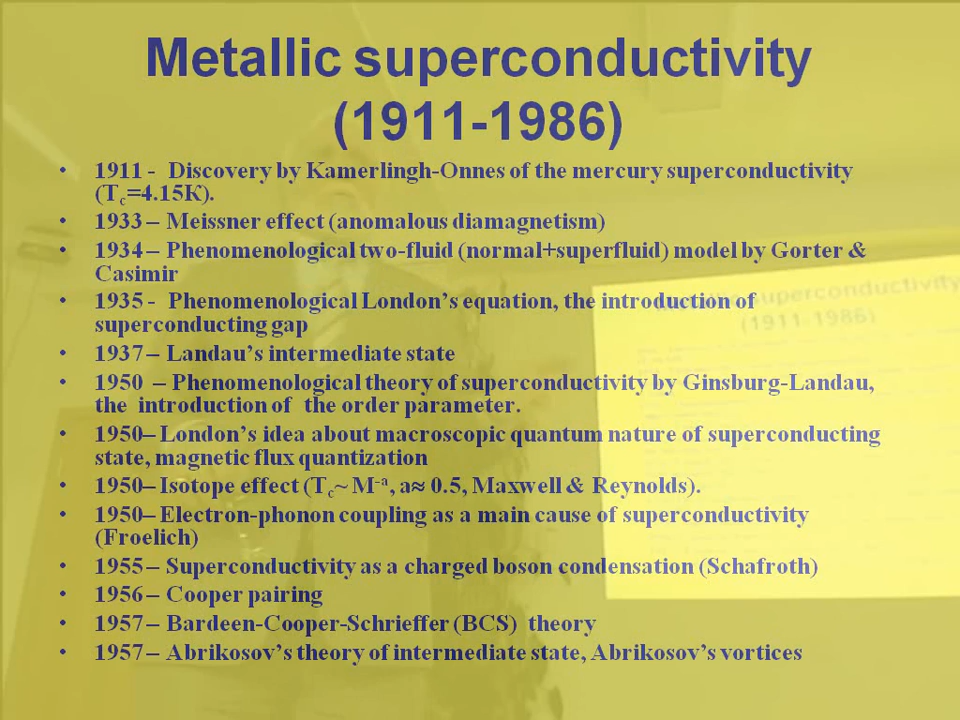 Metallic superconductivity
(1911-1986)
• 1911 - Discovery by Kamerlingh-Onnes of the mercury superconductivity
(Tc=4.15K).
• 1933 – Meissner effect (anomalous diamagnetism)
• 1934 – Phenomenological two-fluid (normal+superfluid) model by Gorter &
Casimir
• 1935 - Phenomenological London's equation, the introduction of
superconducting gap
• 1937 – Landau's intermediate state
• 1950 – Phenomenological theory of superconductivity by Ginsburg-Landau,
the introduction of the order parameter.
• 1950– London's idea about macroscopic quantum nature of superconducting
state, magnetic flux quantization
• 1950– Isotope effect (Tc~ M-a, a≈ 0.5, Maxwell & Reynolds).
• 1950– Electron-phonon coupling as a main cause of superconductivity
(Froelich)
• 1955 – Superconductivity as a charged boson condensation (Schafroth)
• 1956 – Cooper pairing
• 1957 – Bardeen-Cooper-Schrieffer (BCS) theory
• 1957 – Abrikosov's theory of intermediate state, Abrikosov's vortices
superconductivity
(1911-1986)